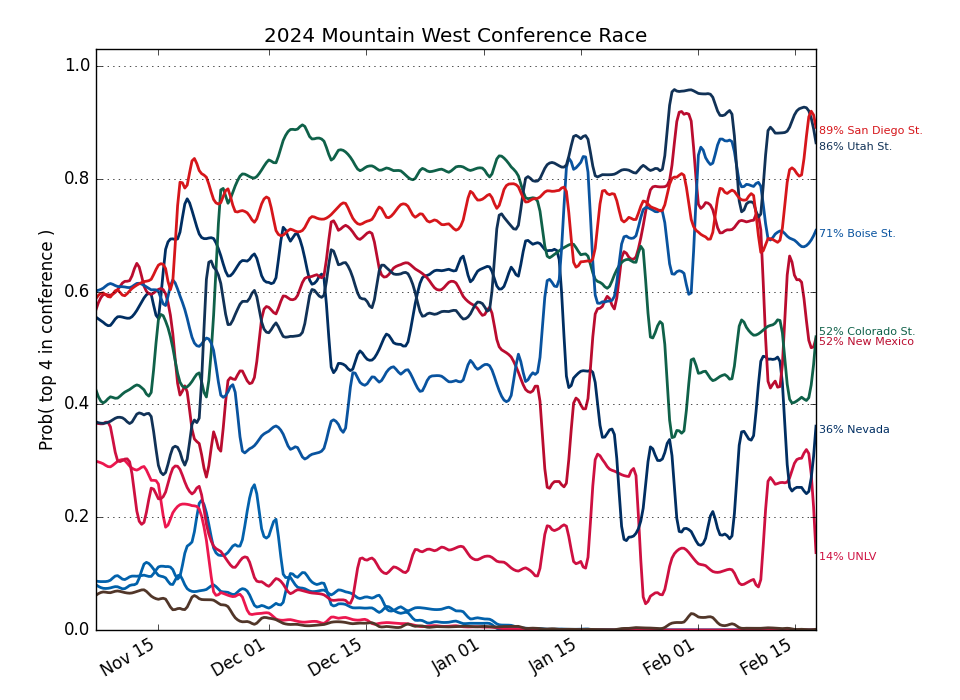 2024 Mountain West Conference Race
Prob( top 4 in conference )
1.0
0.8
0.6
0.4
0.2
0.0
89% San Diego St.
86% Utah St.
71% Boise St.
52% Colorado St.
52% New Mexico
36% Nevada
14% UNLV
Nov 15
Dec 01
Dec 15
Jan 01
Jan 15
Feb 01
Feb 15